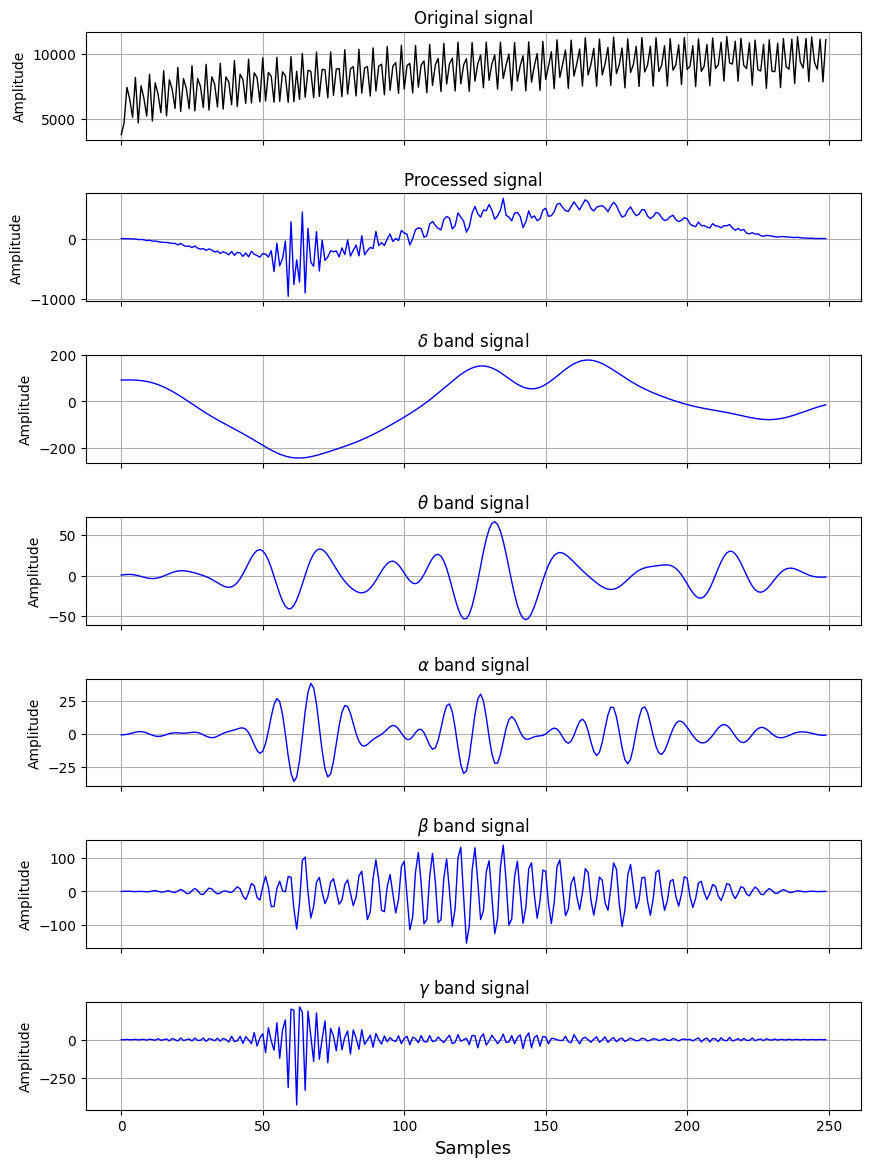 Original signal
Amplitude
10000
5000
Processed signal
Amplitude
0
−1000
δ band signal
Amplitude
200
0
−200
θ band signal
Amplitude
50
0
−50
α band signal
Amplitude
25
0
−25
β band signal
Amplitude
100
0
−100
γ band signal
Amplitude
0
−250
0 50 100 150 200 250
Samples